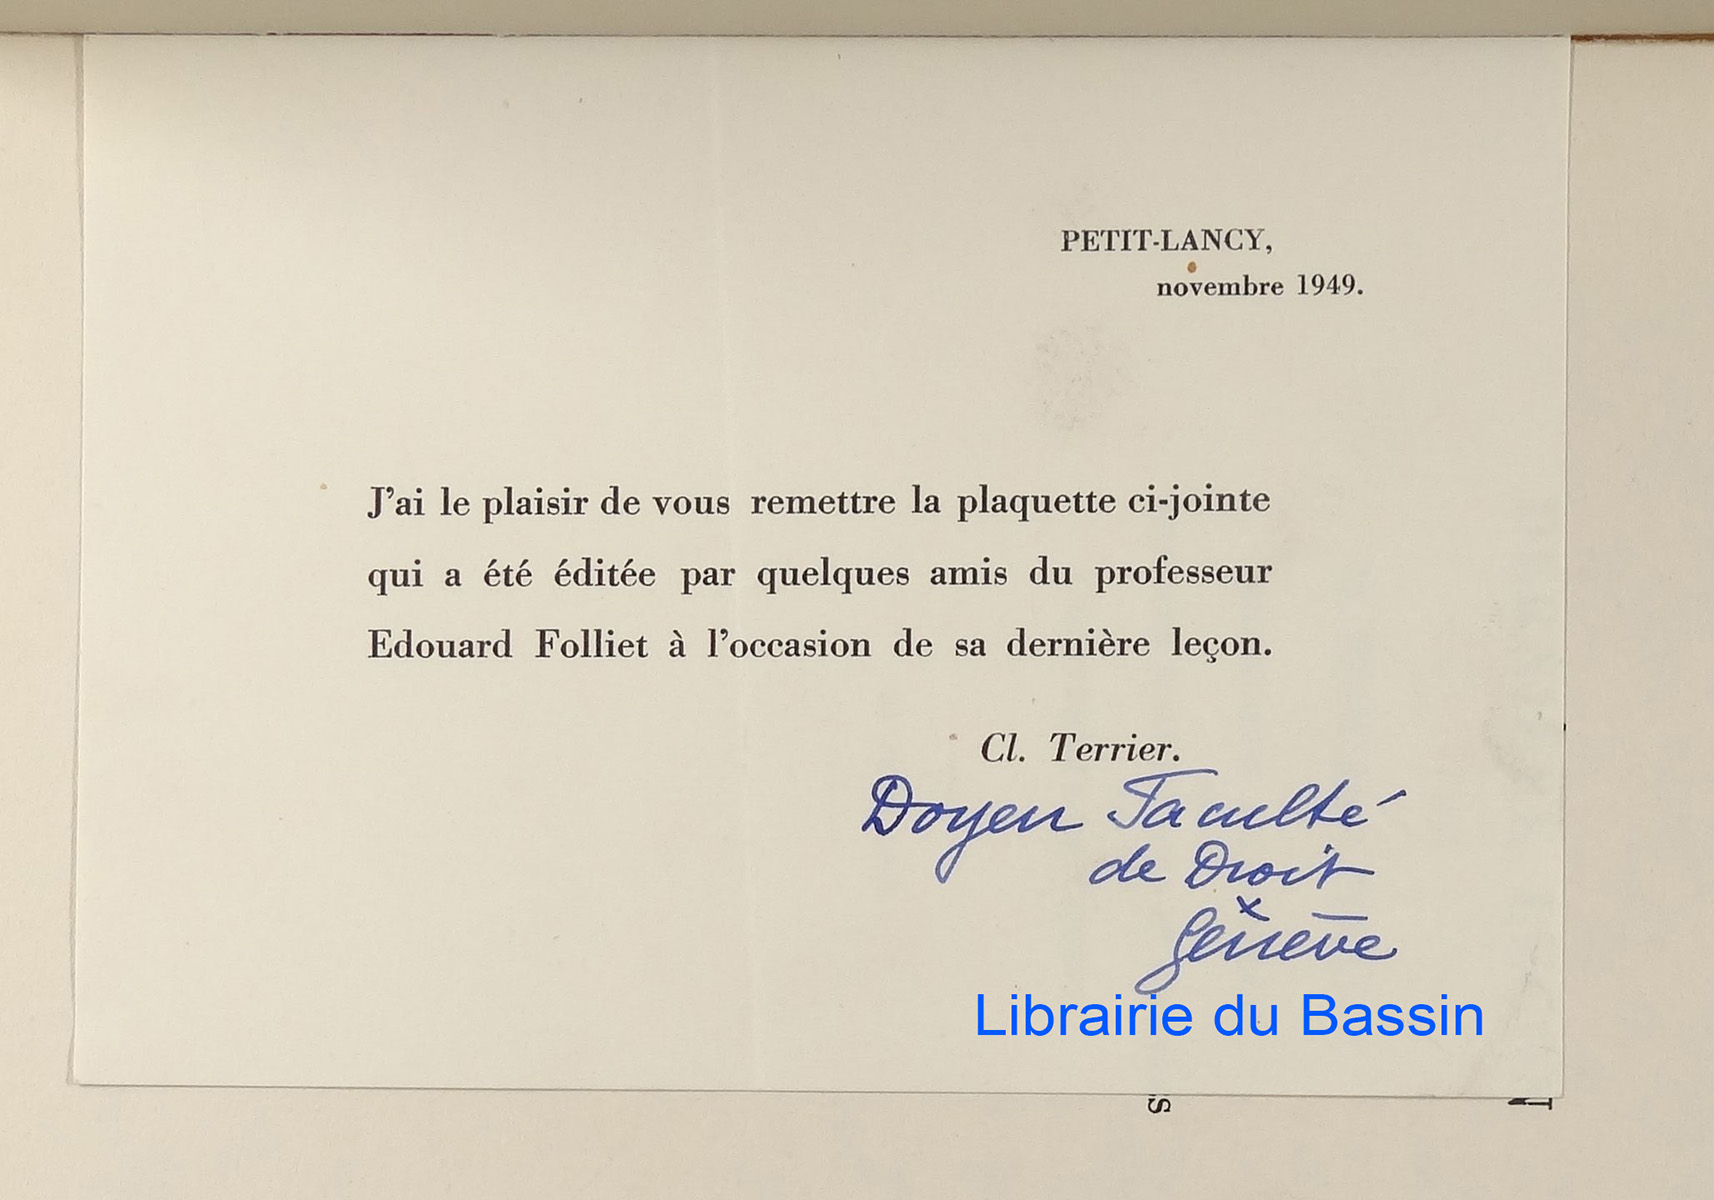 PETIT-LANCY,
novembre 1949.
J'ai le plaisir de vous remettre la plaquette ci-jointe
qui a été éditée par quelques amis du professeur
Edouard Folliet à l'occasion de sa dernière leçon.
Cl. Terrier.
Doyen Faculté
de Droit
Genève
Librairie du Bassin
S